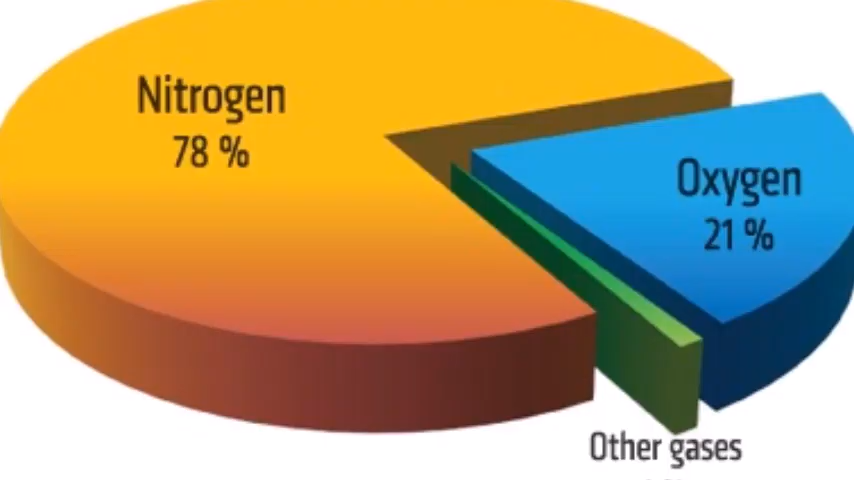 Nitrogen
78 %
Oxygen
21 %
Other gases